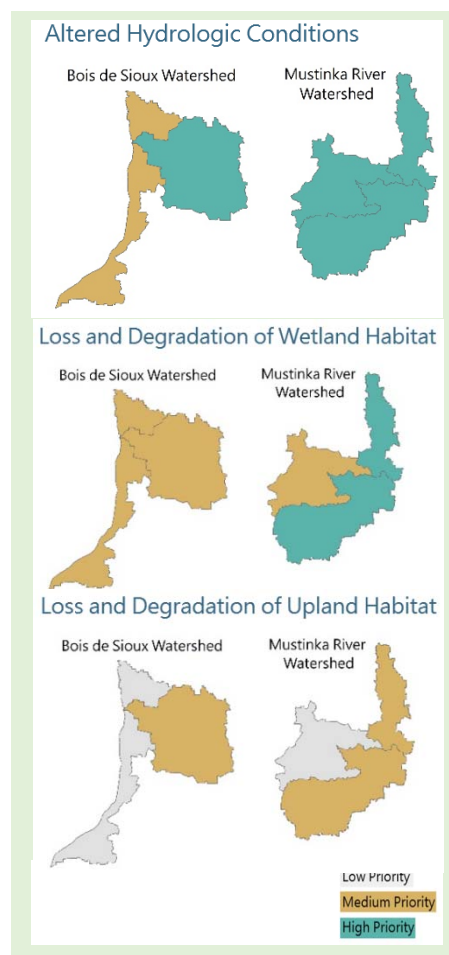 Altered Hydrologic Conditions
Bois de Sioux Watershed
Mustinka River
Watershed
Loss and Degradation of Wetland Habitat
Bois de Sioux Watershed
Mustinka River
Watershed
Loss and Degradation of Upland Habitat
Bois de Sioux Watershed
Mustinka River
Watershed
Low Priority
Medium Priority
High Priority